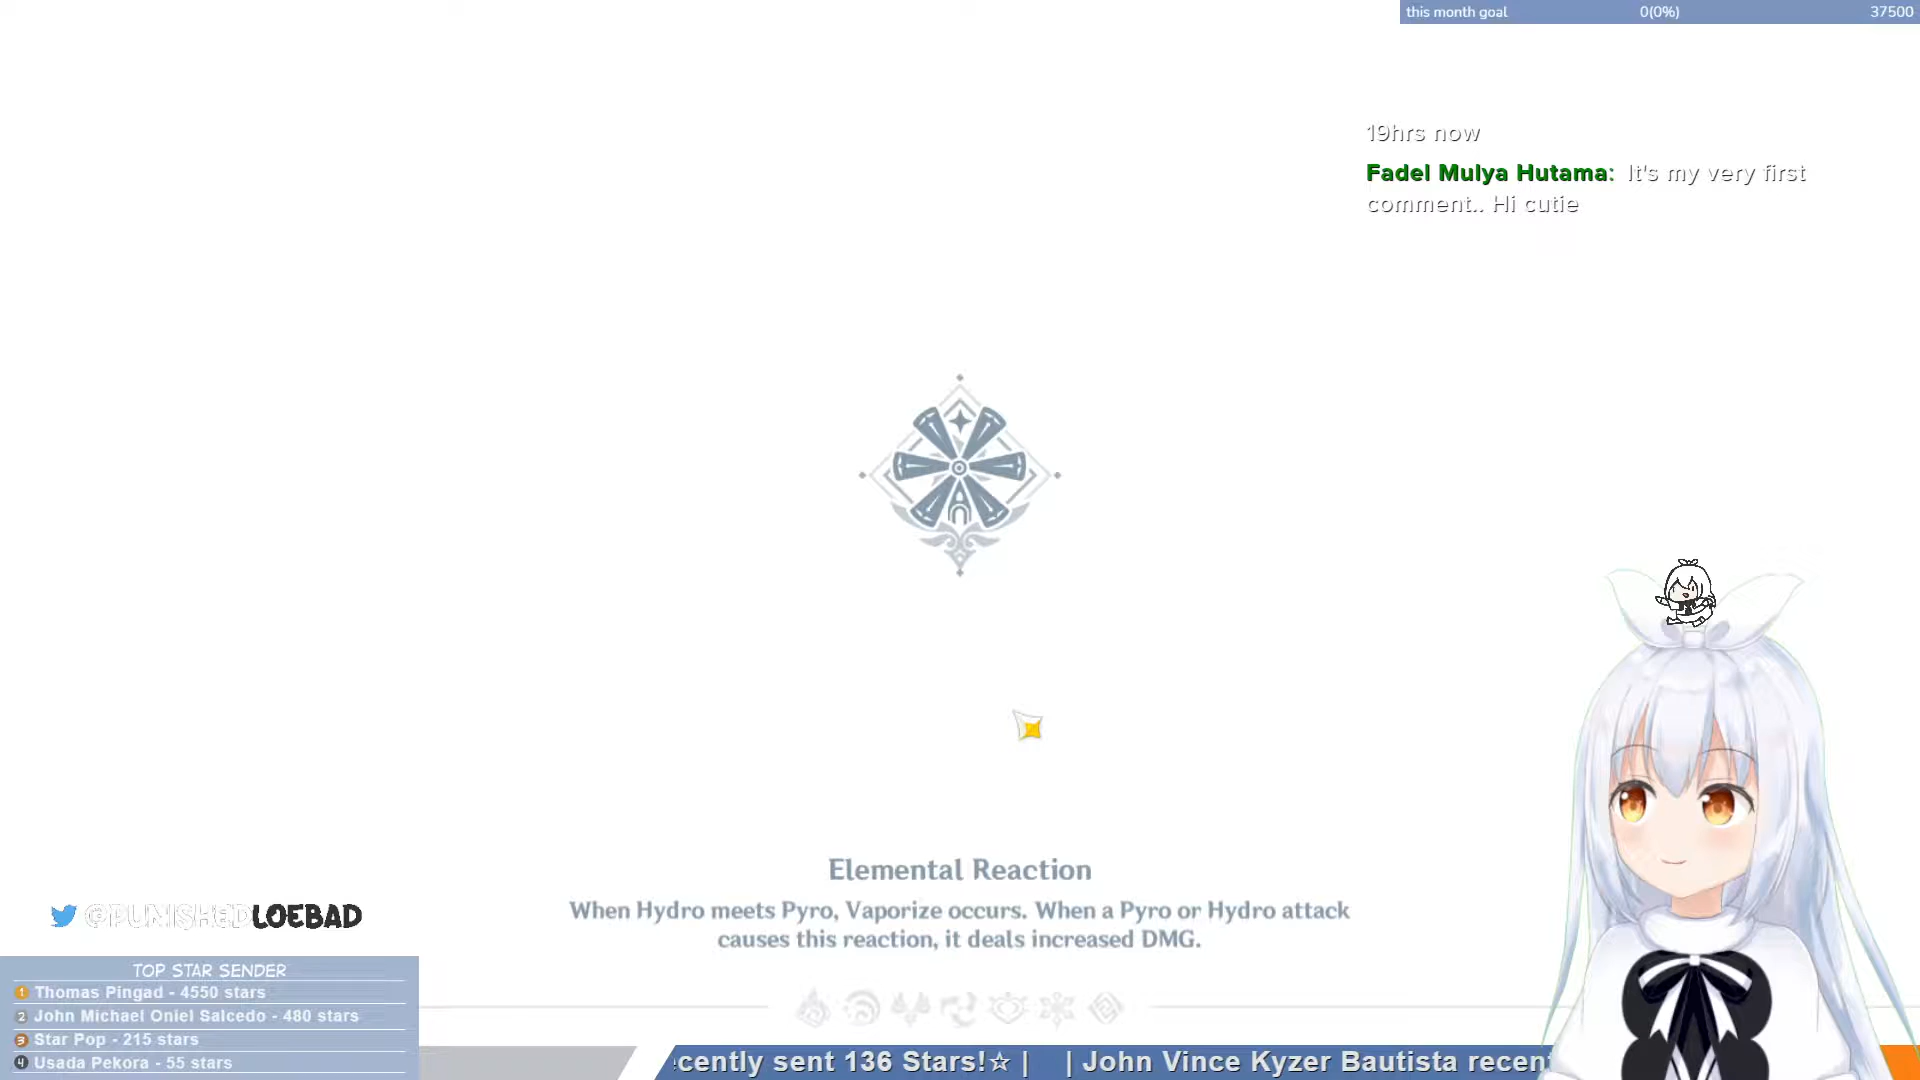 this month goal 0(0%) 37500
19hrs now
Fadel Mulya Hutama: It's my very first
comment.. Hi cutie
Elemental Reaction
When Hydro meets Pyro, Vaporize occurs. When a Pyro or Hydro attack
causes this reaction, it deals increased DMG.
@PUNISHEDLOEBAD
TOP STAR SENDER
1 Thomas Pingad - 4550 stars
2 John Michael Oniel Salcedo - 480 stars
3 Star Pop - 215 stars
4 Usada Pekora - 55 stars
cently sent 136 Stars!☆ | | John Vince Kyzer Bautista recent